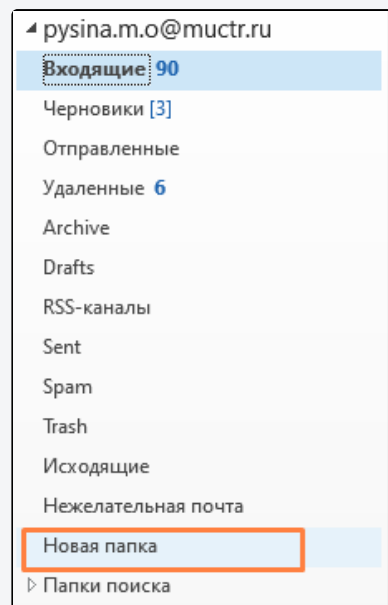 pysina.m.o@muctr.ru
Входящие 90
Черновики [3]
Отправленные
Удаленные 6
Archive
Drafts
RSS-каналы
Sent
Spam
Trash
Исходящие
Нежелательная почта
Новая папка
Папки поиска